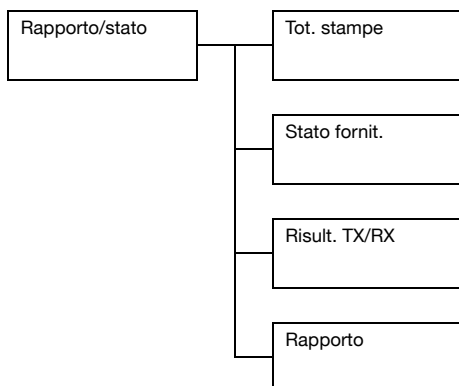 Rapporto/stato
Tot. stampe
Stato fornit.
Risult. TX/RX
Rapporto